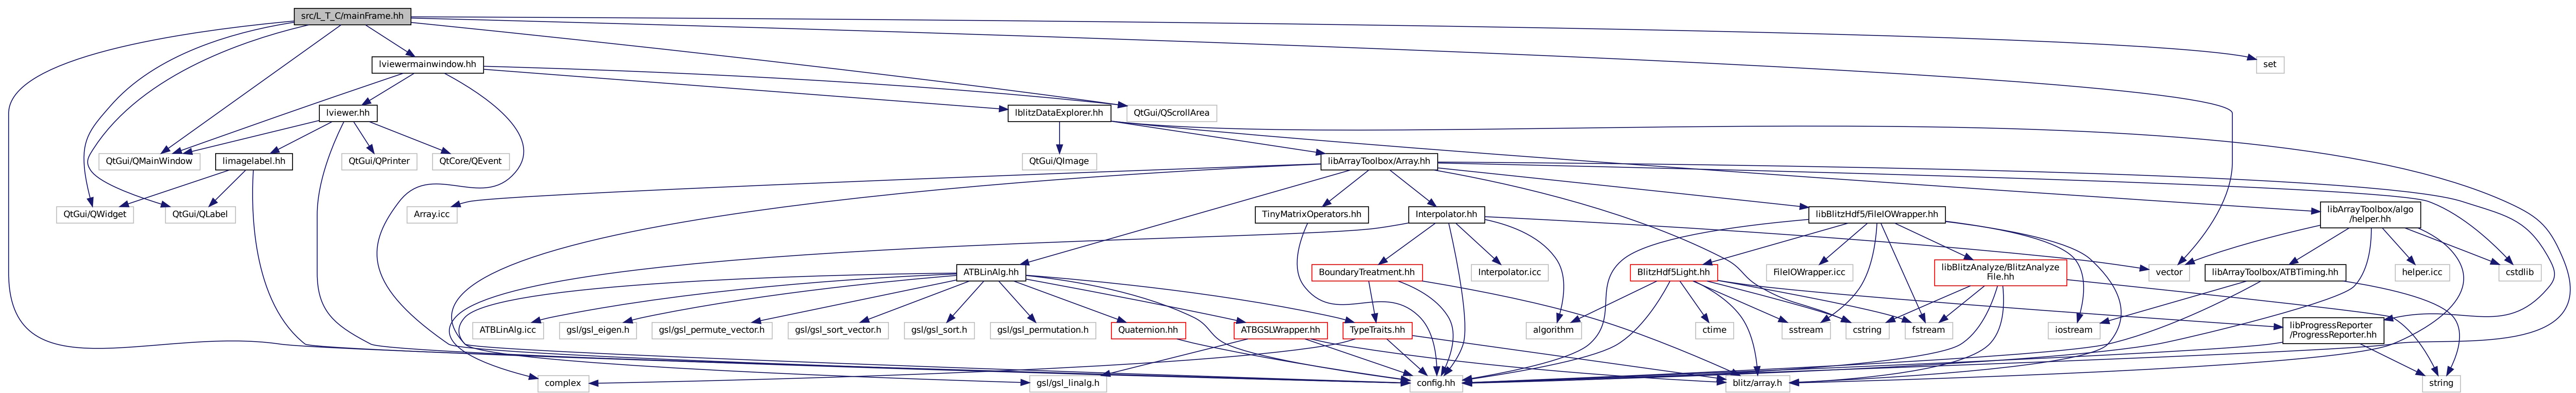 src/L_T_C/mainFrame.hh
lviewermainwindow.hh
set
lviewer.hh
lblitzDataExplorer.hh
QtGui/QScrollArea
QtGui/QMainWindow
limagelabel.hh
QtGui/QPrinter
QtCore/QEvent
QtGui/QImage
libArrayToolbox/Array.hh
QtGui/QWidget
QtGui/QLabel
Array.icc
TinyMatrixOperators.hh
Interpolator.hh
libBlitzHdf5/FileIOWrapper.hh
libArrayToolbox/algo
/helper.hh
ATBLinAlg.hh
BoundaryTreatment.hh
Interpolator.icc
BlitzHdf5Light.hh
FileIOWrapper.icc
libBlitzAnalyze/BlitzAnalyze
File.hh
vector
libArrayToolbox/ATBTiming.hh
helper.icc
cstdlib
ATBLinAlg.icc
gsl/gsl_eigen.h
gsl/gsl_permute_vector.h
gsl/gsl_sort_vector.h
gsl/gsl_sort.h
gsl/gsl_permutation.h
Quaternion.hh
ATBGSLWrapper.hh
TypeTraits.hh
algorithm
ctime
sstream
cstring
fstream
iostream
libProgressReporter
/ProgressReporter.hh
complex
gsl/gsl_linalg.h
config.hh
blitz/array.h
string